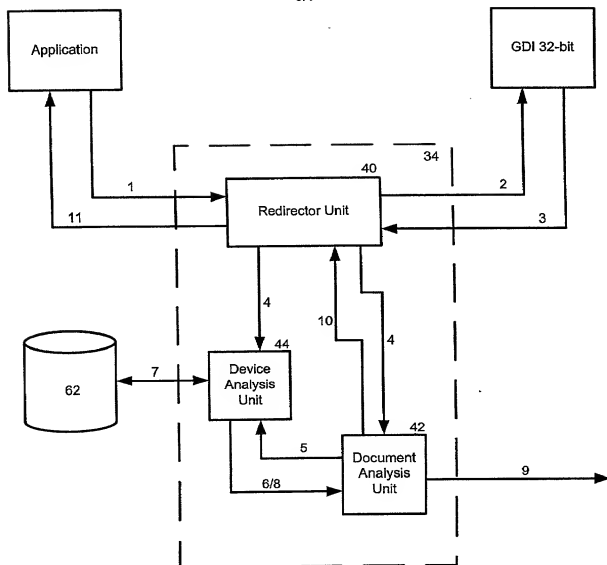 Application
GDI 32-bit
34
40
1
2
Redirector Unit
11
3
4
10
4
44
7
Device
Analysis
Unit
62
42
5
Document
Analysis
Unit
9
6/8